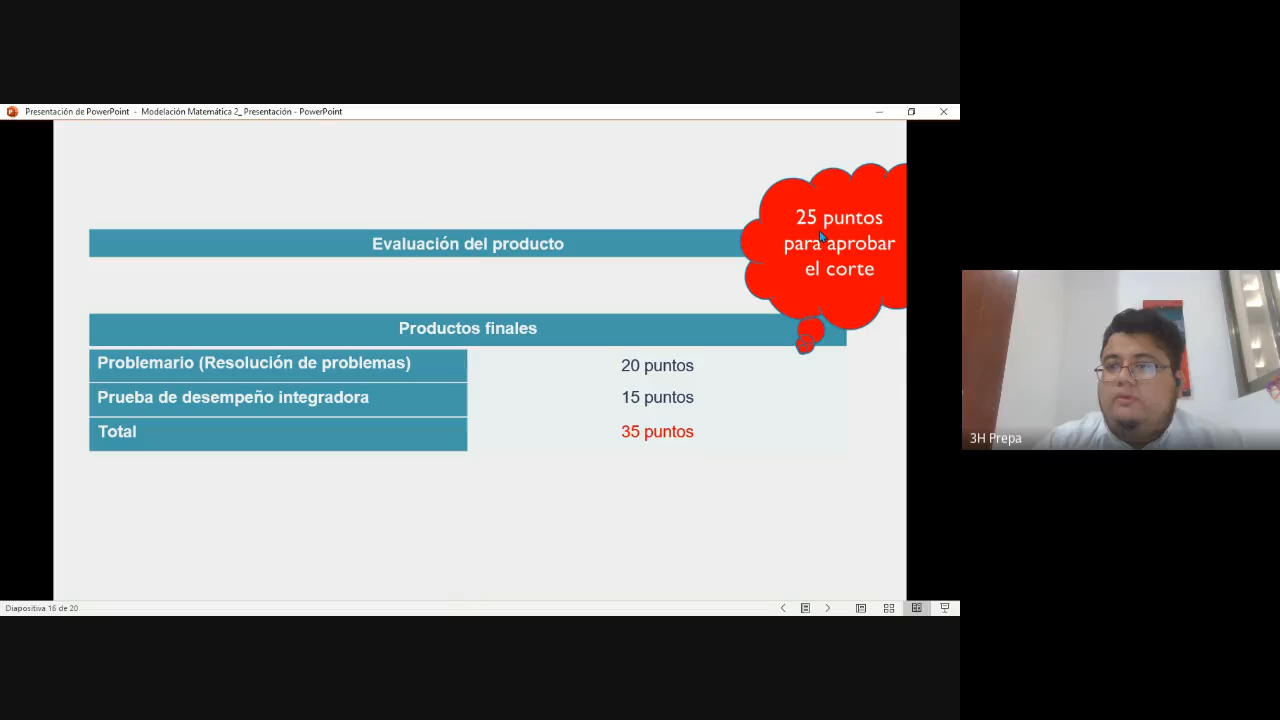 Presentación de PowerPoint - Modelación Matemática 2_ Presentación - PowerPoint
25 puntos
para aprobar
el corte
Evaluación del producto
Productos finales
Problemario (Resolución de problemas) 20 puntos
Prueba de desempeño integradora 15 puntos
Total 35 puntos
3H Prepa
Diapositiva 16 de 20